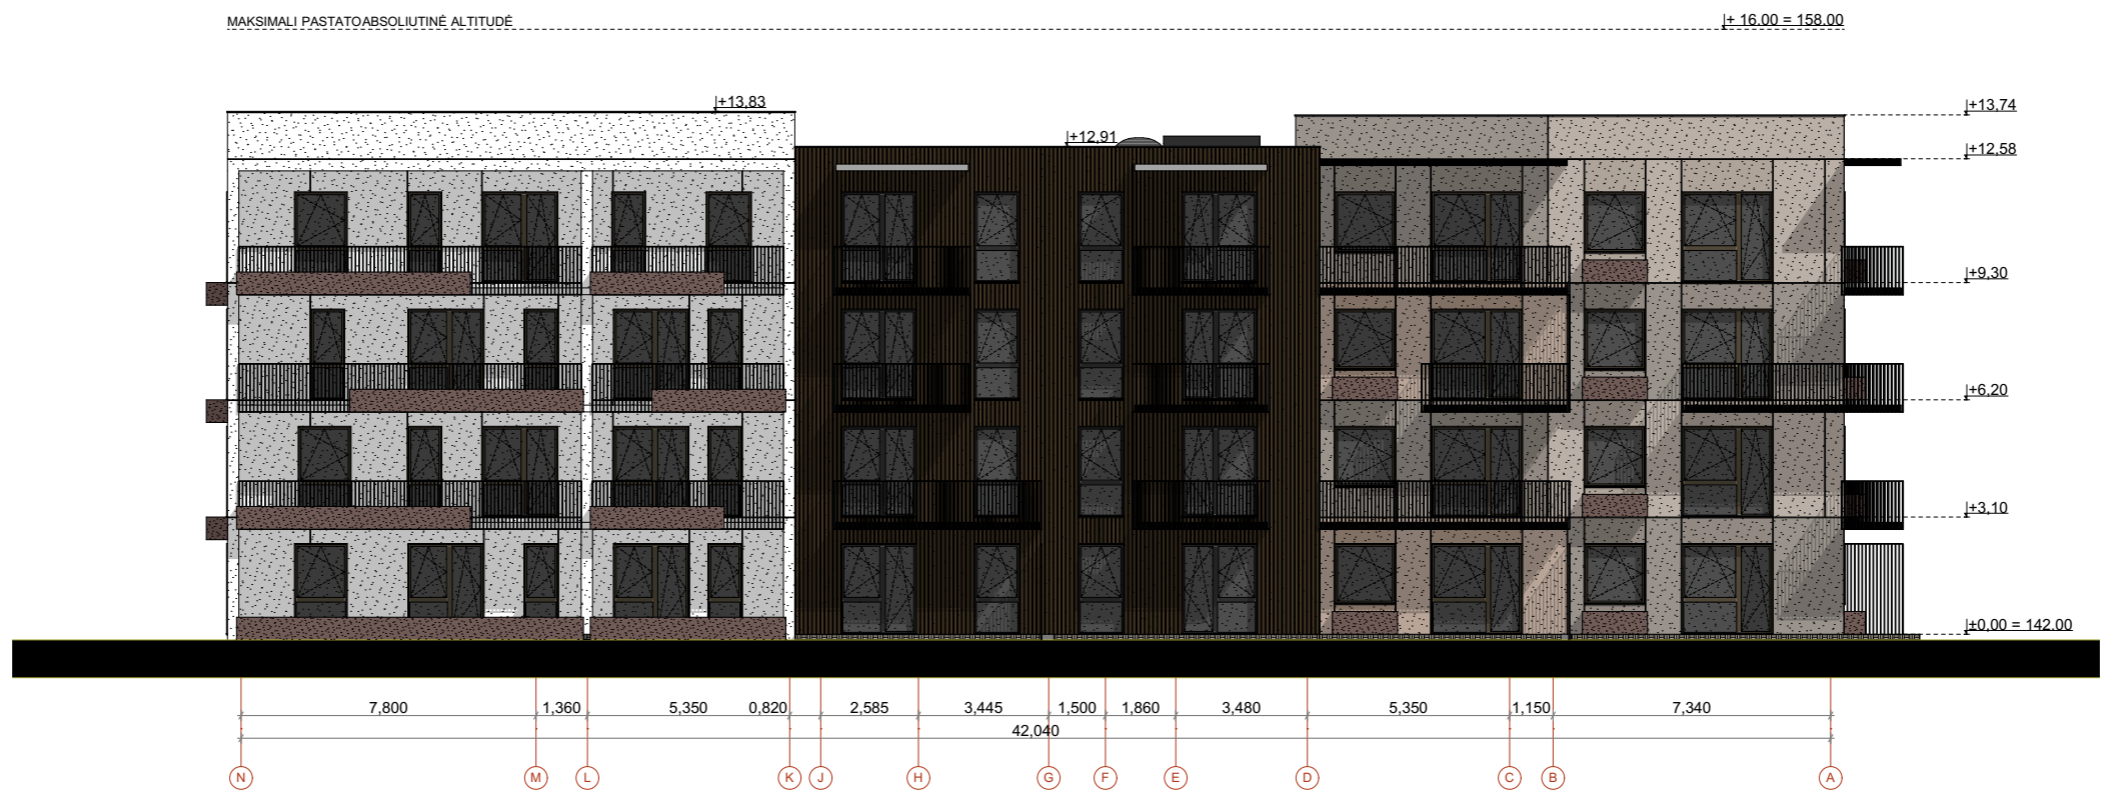 MAKSIMALI PASTATO ABSOLIUTINĖ ALTITUDĖ
+ 16.00 = 158.00
+13,83
+13,74
+12,91
+12,58
+9,30
+6,20
+3,10
±0,00 = 142.00
7,800 1,360 5,350 0,820 2,585 3,445 1,500 1,860 3,480 5,350 1,150 7,340
42,040
N M L K J H G F E D C B A